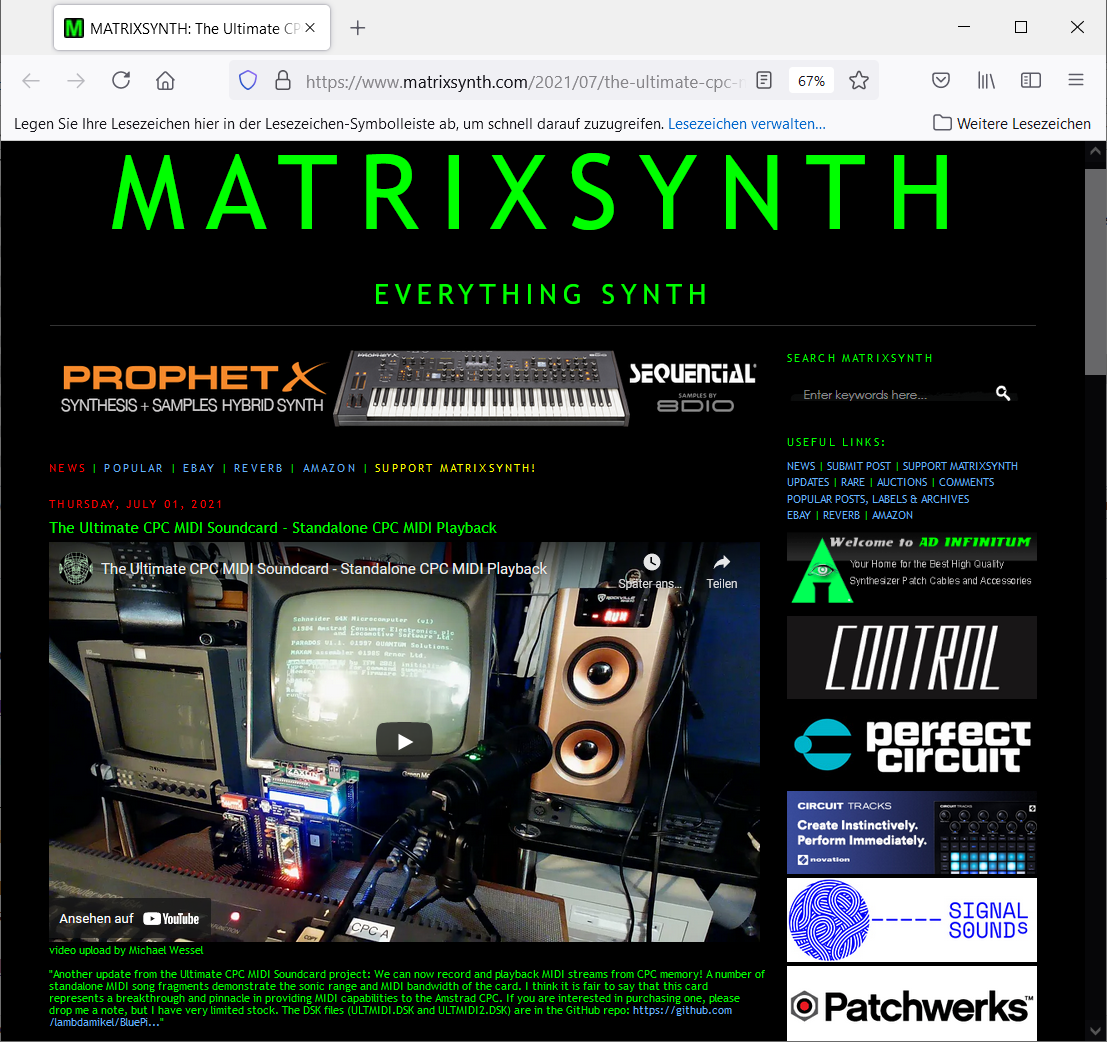 MATRIXSYNTH: The Ultimate CP
https://www.matrixsynth.com/2021/07/the-ultimate-cpc-m
67%
Legen Sie Ihre Lesezeichen hier in der Lesezeichen-Symbolleiste ab, um schnell darauf zuzugreifen. Lesezeichen verwalten...
Weitere Lesezeichen
MATRIXSYNTH
EVERYTHING SYNTH
PROPHET X
SYNTHESIS + SAMPLES HYBRID SYNTH
PROPHET X
SEQUENTIAL
SAMPLES BY
8DIO
NEWS | POPULAR | EBAY | REVERB | AMAZON | SUPPORT MATRIXSYNTH!
THURSDAY, JULY 01, 2021
The Ultimate CPC MIDI Soundcard - Standalone CPC MIDI Playback
The Ultimate CPC MIDI Soundcard - Standalone CPC MIDI Playback
Später ans...
Teilen
Schneider 64K Microcomputer (v1)
©1984 Amstrad Consumer Electronics plc
and Locomotive Software Ltd.
PARADOS V1.1. ©1997 QUANTUM Solutions.
MAXAM assembler ©1985 Arnor Ltd.
ROCKVILLE
SONY
CPC A
COPY
Ansehen auf YouTube
video upload by Michael Wessel
"Another update from the Ultimate CPC MIDI Soundcard project: We can now record and playback MIDI streams from CPC memory! A number of
standalone MIDI song fragments demonstrate the sonic range and MIDI bandwidth of the card. I think it is fair to say that this card
represents a breakthrough and pinnacle in providing MIDI capabilities to the Amstrad CPC. If you are interested in purchasing one, please
drop me a note, but I have very limited stock. The DSK files (ULTMIDI.DSK and ULTMIDI2.DSK) are in the GitHub repo: https://github.com
/lambdamikel/BluePi..."
SEARCH MATRIXSYNTH
Enter keywords here...
USEFUL LINKS:
NEWS | SUBMIT POST | SUPPORT MATRIXSYNTH
UPDATES | RARE | AUCTIONS | COMMENTS
POPULAR POSTS, LABELS & ARCHIVES
EBAY | REVERB | AMAZON
Welcome to AD INFINITUM
Your Home for the Best High Quality
Synthesizer Patch Cables and Accessories
CONTROL
perfect
circuit
CIRCUIT TRACKS
Create Instinctively.
Perform Immediately.
novation
SIGNAL
SOUNDS
Patchwerks™